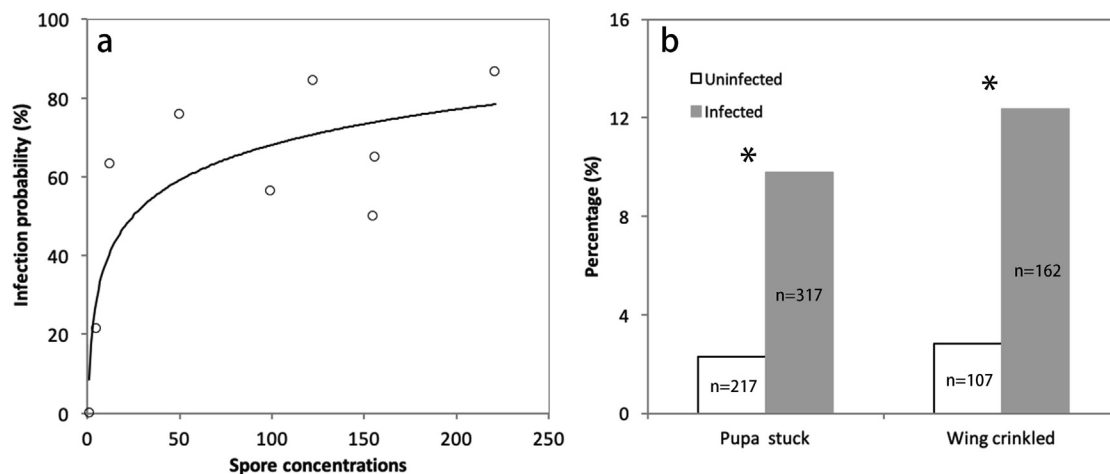 a
Infection probability (%)
100
80
60
40
20
0
0 50 100 150 200 250
Spore concentrations
b
Percentage (%)
16
12
8
4
0
Uninfected
Infected
*
*
n=217
n=317
n=107
n=162
Pupa stuck
Wing crinkled